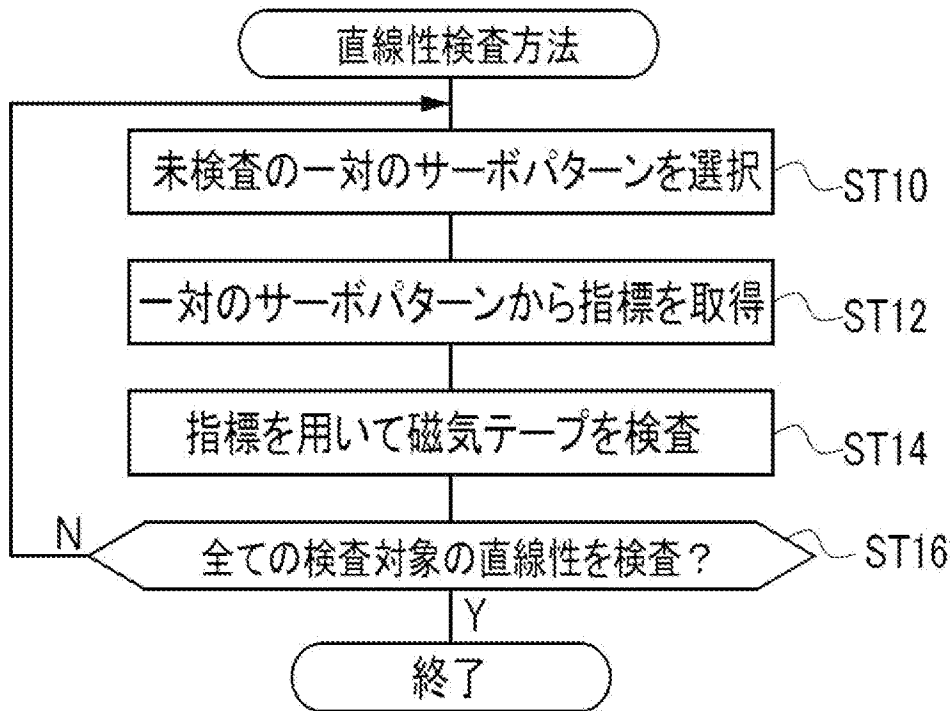 直線性検査方法
未検査の一対のサーボパターンを選択
ST10
一対のサーボパターンから指標を取得
ST12
指標を用いて磁気テープを検査
ST14
N
全ての検査対象の直線性を検査？
ST16
Y
終了